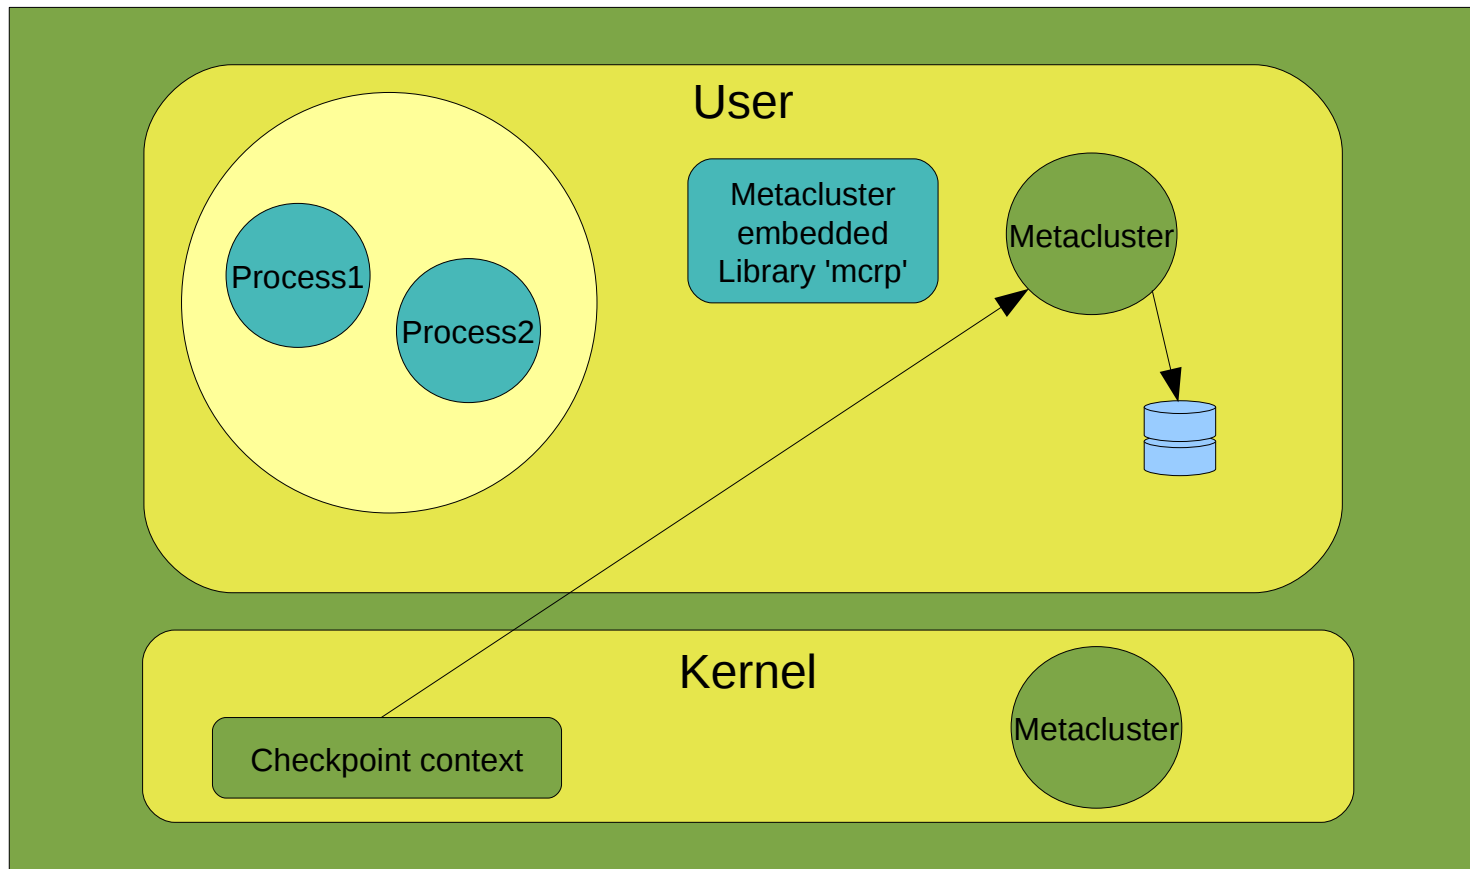 User
Metacluster
embedded
Library 'mcrp'
Metacluster
Process1
Process2
Kernel
Checkpoint context
Metacluster